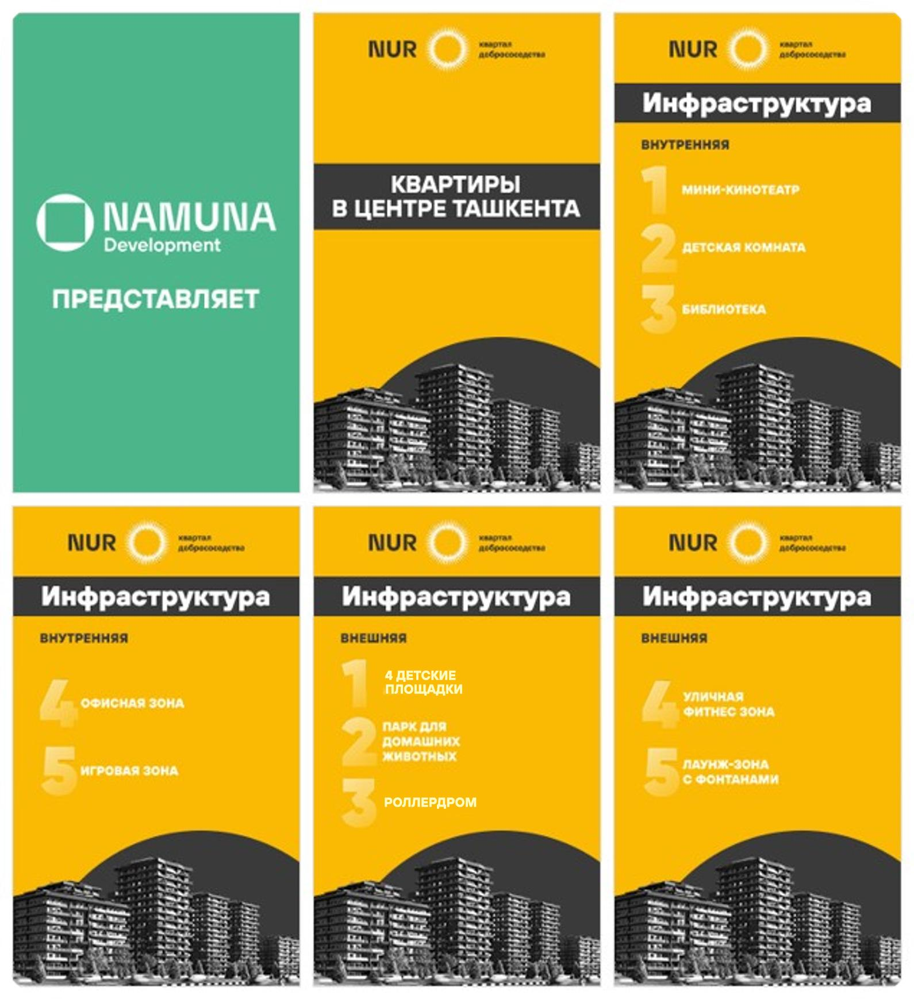 NAMUNA
Development
ПРЕДСТАВЛЯЕТ
NUR
квартал
добрососедства
КВАРТИРЫ
В ЦЕНТРЕ ТАШКЕНТА
NUR
квартал
добрососедства
Инфраструктура
ВНУТРЕННЯЯ
1 МИНИ-КИНОТЕАТР
2 ДЕТСКАЯ КОМНАТА
3 БИБЛИОТЕКА
NUR
квартал
добрососедства
Инфраструктура
ВНУТРЕННЯЯ
4 ОФИСНАЯ ЗОНА
5 ИГРОВАЯ ЗОНА
NUR
квартал
добрососедства
Инфраструктура
ВНЕШНЯЯ
1 4 ДЕТСКИЕ
ПЛОЩАДКИ
2 ПАРК ДЛЯ
ДОМАШНИХ
ЖИВОТНЫХ
3 РОЛЛЕРДРОМ
NUR
квартал
добрососедства
Инфраструктура
ВНЕШНЯЯ
4 УЛИЧНАЯ
ФИТНЕС ЗОНА
5 ЛАУНЖ-ЗОНА
С ФОНТАНАМИ